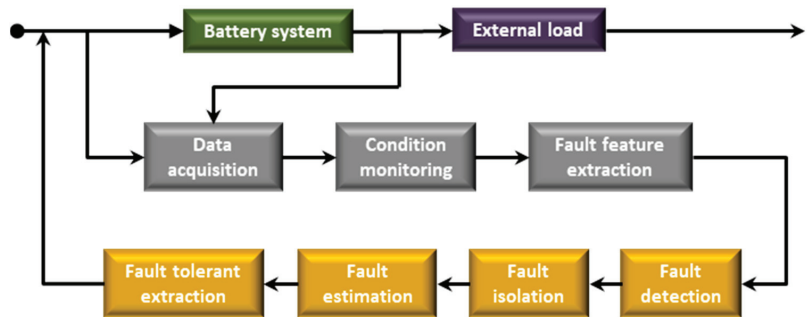 Battery system
External load
Data
acquisition
Condition
monitoring
Fault feature
extraction
Fault tolerant
extraction
Fault
estimation
Fault
isolation
Fault
detection